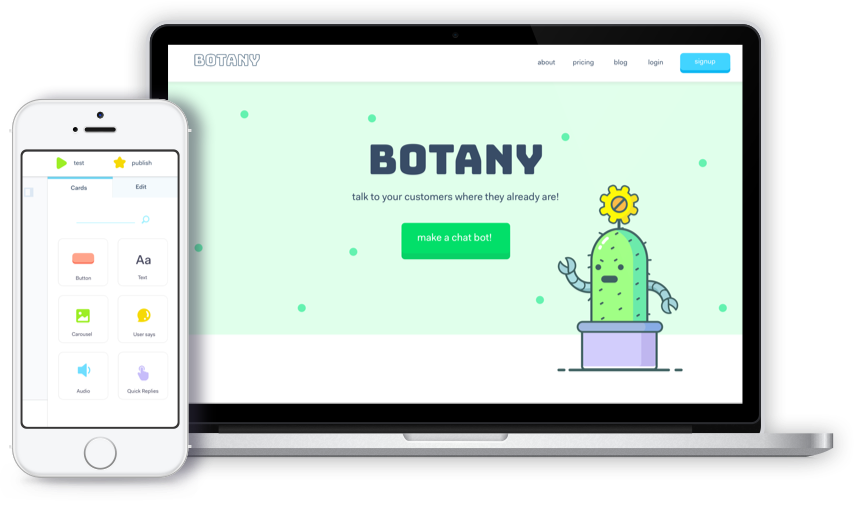 BOTANY
about pricing blog login signup
BOTANY
talk to your customers where they already are!
make a chat bot!
test publish
Cards Edit
Button Aa Text
Carousel User says
Audio Quick Replies